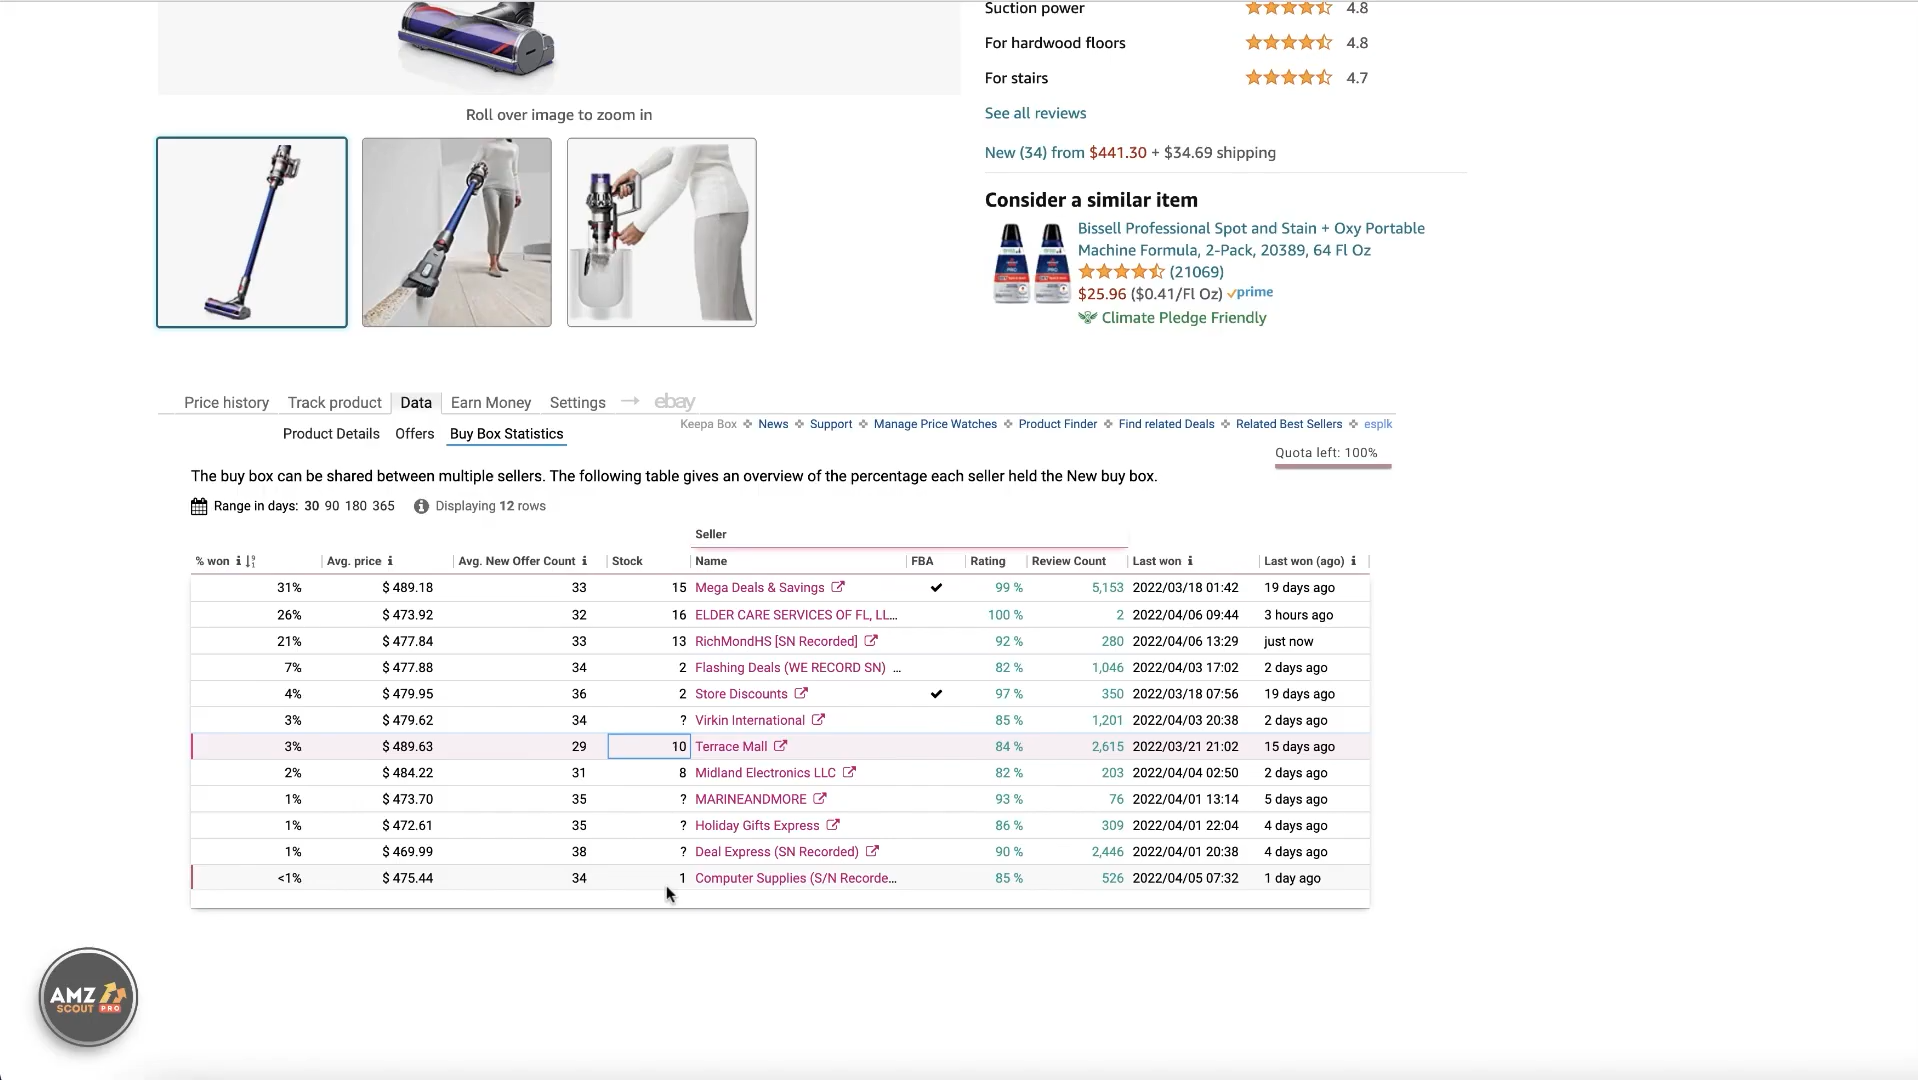 Suction power 4.8
For hardwood floors 4.8
For stairs 4.7
See all reviews
Roll over image to zoom in
New (34) from $441.30 + $34.69 shipping
Consider a similar item
Bissell Professional Spot and Stain + Oxy Portable
Machine Formula, 2-Pack, 20389, 64 Fl Oz
(21069)
$25.96 ($0.41/Fl Oz) prime
Climate Pledge Friendly
Price history Track product Data Earn Money Settings → ebay
Product Details Offers Buy Box Statistics
Keepa Box News Support Manage Price Watches Product Finder Find related Deals Related Best Sellers esplk
Quota left: 100%
The buy box can be shared between multiple sellers. The following table gives an overview of the percentage each seller held the New buy box.
Range in days: 30 90 180 365 Displaying 12 rows
Seller
% won Avg. price Avg. New Offer Count Stock Name FBA Rating Review Count Last won Last won (ago)
31% $ 489.18 33 15 Mega Deals & Savings ✔ 99 % 5,153 2022/03/18 01:42 19 days ago
26% $ 473.92 32 16 ELDER CARE SERVICES OF FL, LL... 100 % 2 2022/04/06 09:44 3 hours ago
21% $ 477.84 33 13 RichMondHS [SN Recorded] 92 % 280 2022/04/06 13:29 just now
7% $ 477.88 34 2 Flashing Deals (WE RECORD SN) ... 82 % 1,046 2022/04/03 17:02 2 days ago
4% $ 479.95 36 2 Store Discounts ✔ 97 % 350 2022/03/18 07:56 19 days ago
3% $ 479.62 34 ? Virkin International 85 % 1,201 2022/04/03 20:38 2 days ago
3% $ 489.63 29 10 Terrace Mall 84 % 2,615 2022/03/21 21:02 15 days ago
2% $ 484.22 31 8 Midland Electronics LLC 82 % 203 2022/04/04 02:50 2 days ago
1% $ 473.70 35 ? MARINEANDMORE 93 % 76 2022/04/01 13:14 5 days ago
1% $ 472.61 35 ? Holiday Gifts Express 86 % 309 2022/04/01 22:04 4 days ago
1% $ 469.99 38 ? Deal Express (SN Recorded) 90 % 2,446 2022/04/01 20:38 4 days ago
<1% $ 475.44 34 1 Computer Supplies (S/N Recorde... 85 % 526 2022/04/05 07:32 1 day ago
AMZ
SCOUT PRO